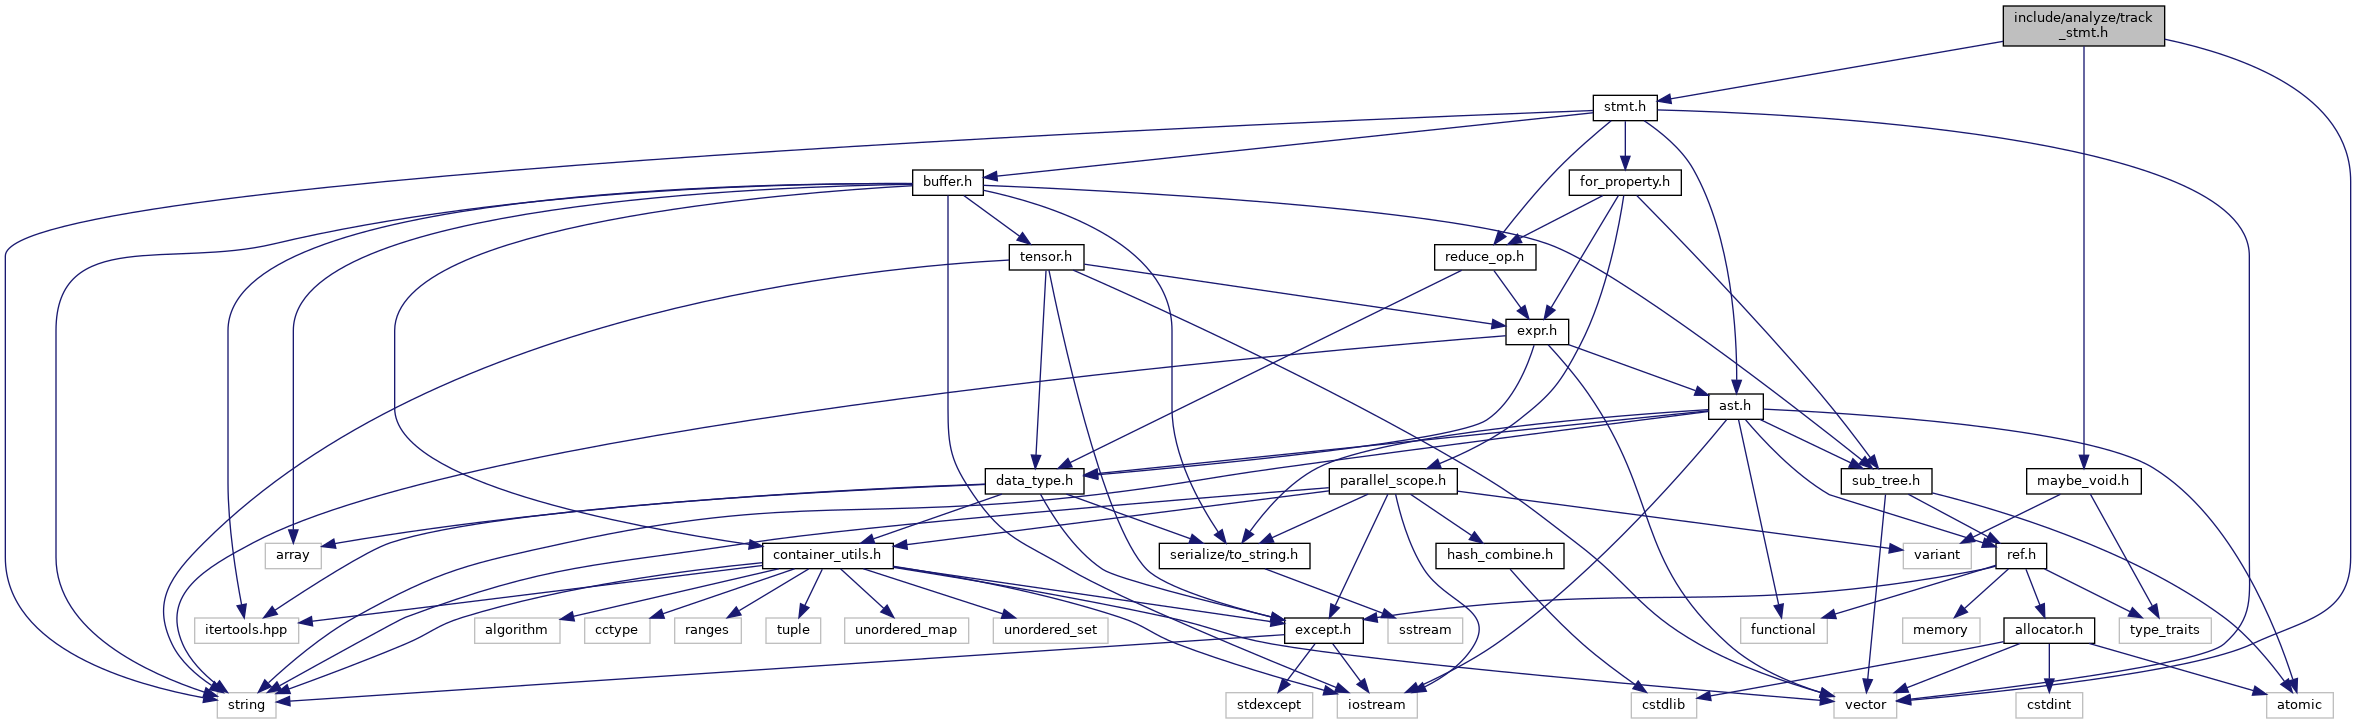 include/analyze/track
_stmt.h
stmt.h
buffer.h
for_property.h
tensor.h
reduce_op.h
expr.h
ast.h
data_type.h
parallel_scope.h
sub_tree.h
maybe_void.h
array
container_utils.h
serialize/to_string.h
hash_combine.h
variant
ref.h
itertools.hpp
algorithm
cctype
ranges
tuple
unordered_map
unordered_set
except.h
sstream
functional
memory
allocator.h
type_traits
string
stdexcept
iostream
cstdlib
vector
cstdint
atomic